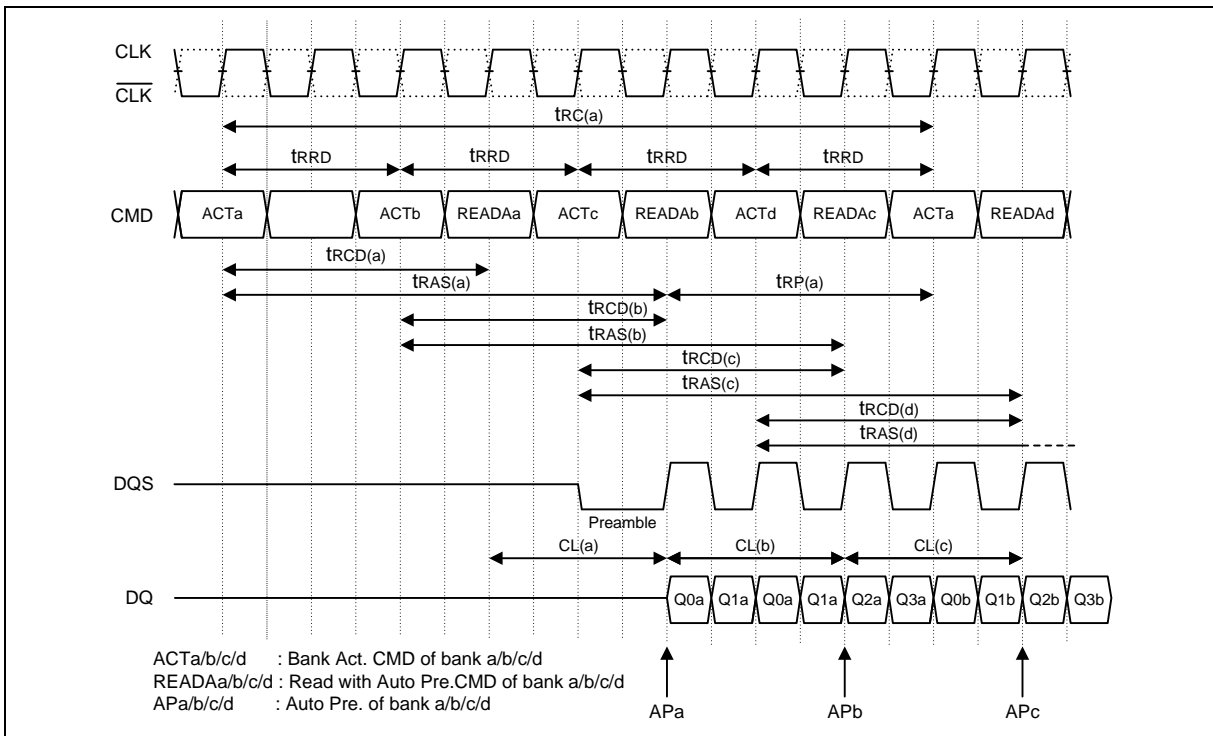 CLK
CLK
tRC(a)
tRRD tRRD tRRD tRRD
CMD ACTa ACTb READAa ACTc READAb ACTd READAc ACTa READAd
tRCD(a)
tRAS(a) tRP(a)
tRCD(b)
tRAS(b)
tRCD(c)
tRAS(c)
tRCD(d)
tRAS(d)
DQS
Preamble
CL(a) CL(b) CL(c)
DQ Q0a Q1a Q0a Q1a Q2a Q3a Q0b Q1b Q2b Q3b
ACTa/b/c/d : Bank Act. CMD of bank a/b/c/d
READAa/b/c/d : Read with Auto Pre.CMD of bank a/b/c/d
APa/b/c/d : Auto Pre. of bank a/b/c/d
APa APb APc